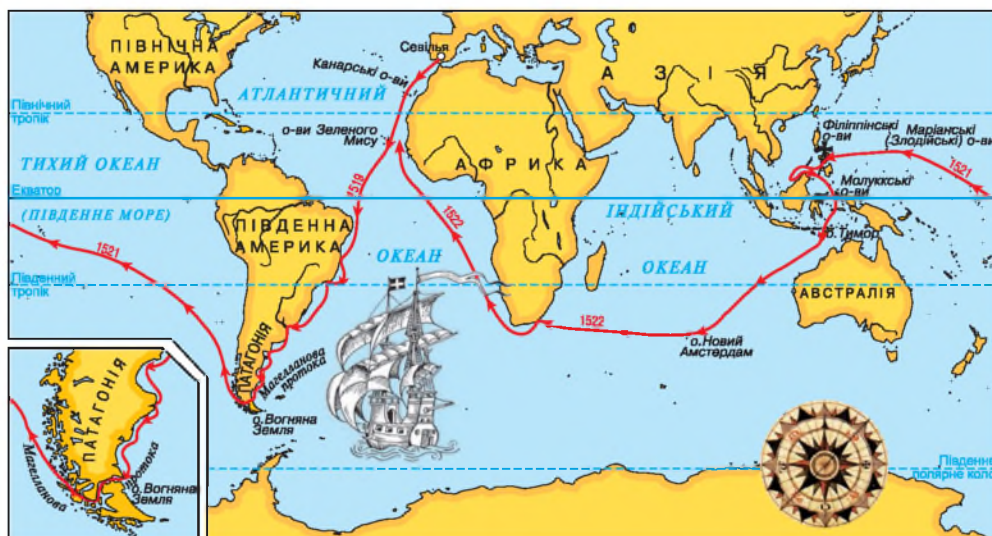 ПІВНІЧНА
АМЕРИКА
Севілья
Канарські о-ви
АТЛАНТИЧНИЙ
А З І Я
Північний
тропік
о-ви Зеленого
Мису
Філіппінські
о-ви
Маріанські
(Злодійські) о-ви
ТИХИЙ ОКЕАН
АФРИКА
1519
1521
Молуккські
о-ви
Екватор
(ПІВДЕННЕ МОРЕ)
ПІВДЕННА
АМЕРИКА
1522
ІНДІЙСЬКИЙ
о.Тимор
1521
ОКЕАН
ОКЕАН
Південний
тропік
АВСТРАЛІЯ
1522
о.Новий
Амстердам
ПАТАГОНІЯ
Магелланова
протока
о.Вогняна
Земля
ПАТАГОНІЯ
Магелланова
протока
о.Вогняна
Земля
Південне
полярне коло